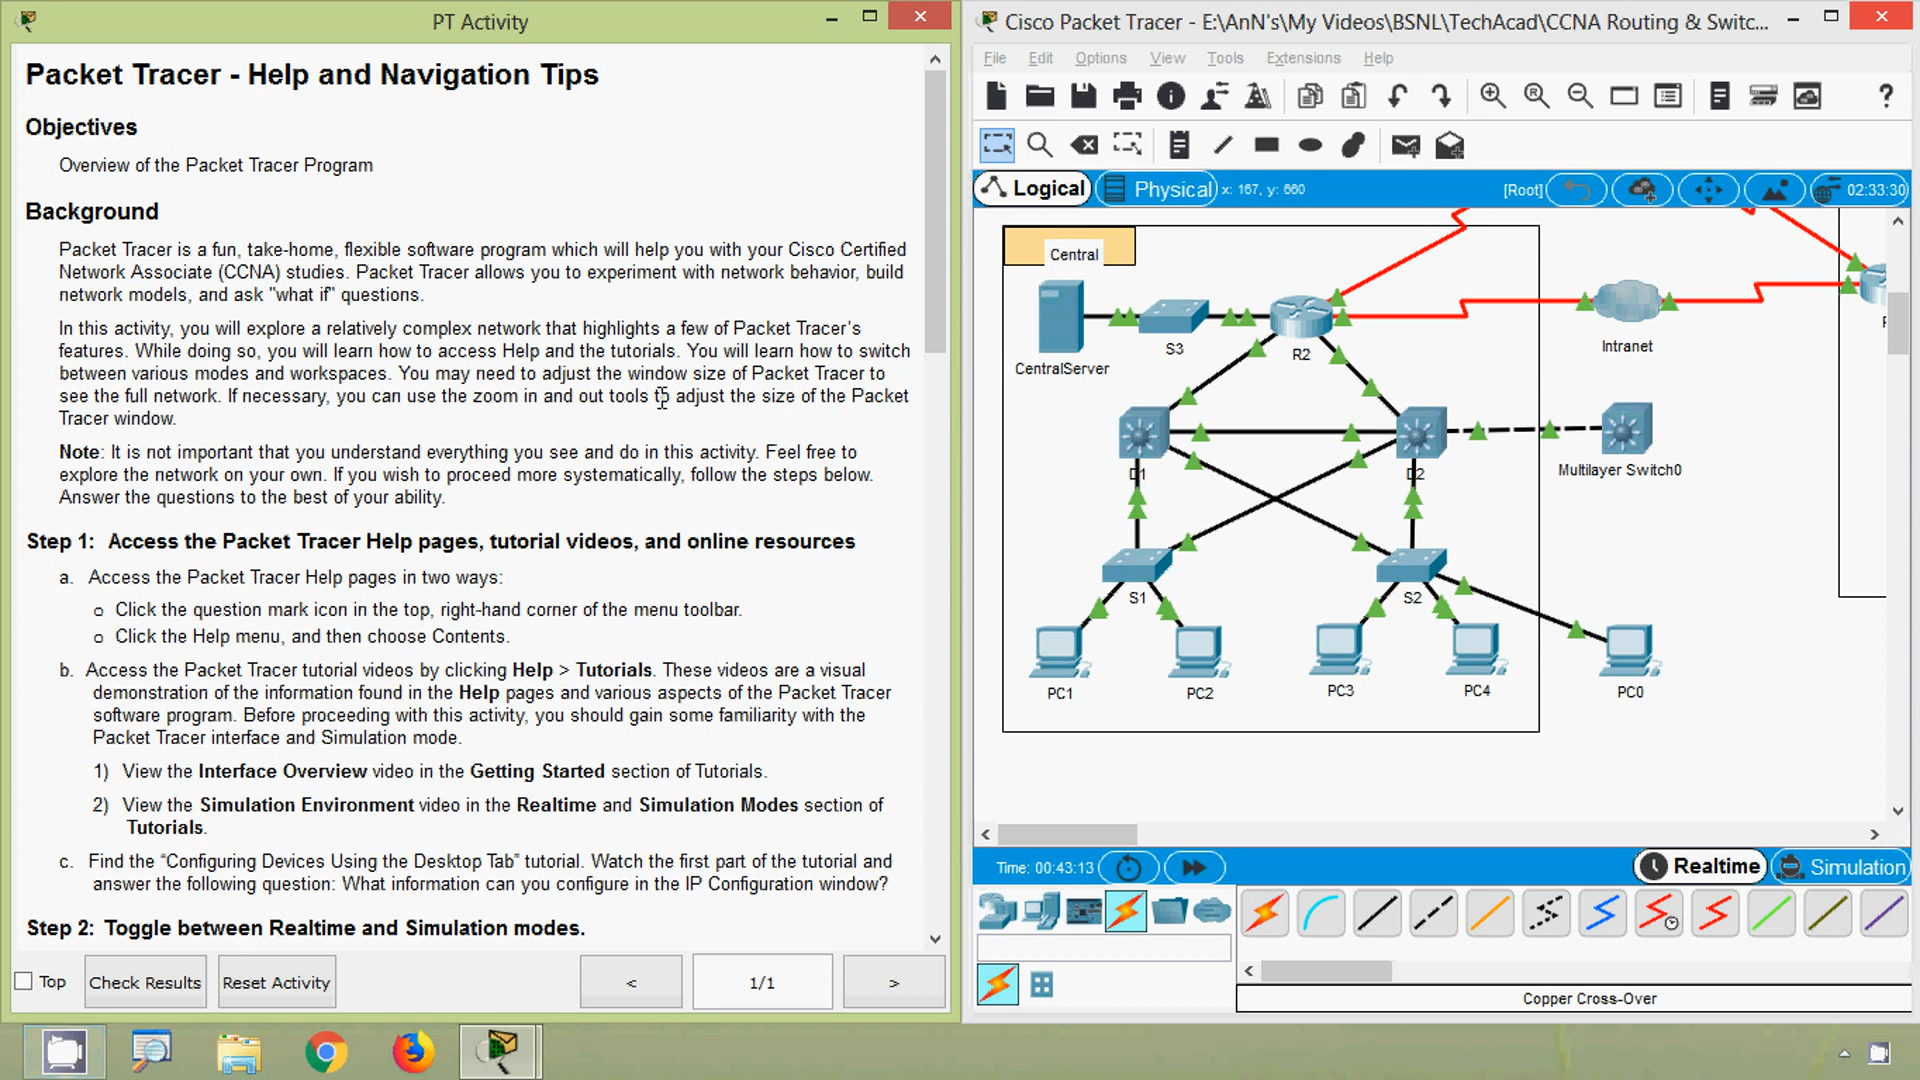 PT Activity
Packet Tracer - Help and Navigation Tips
Objectives
Overview of the Packet Tracer Program
Background
Packet Tracer is a fun, take-home, flexible software program which will help you with your Cisco Certified
Network Associate (CCNA) studies. Packet Tracer allows you to experiment with network behavior, build
network models, and ask "what if" questions.
In this activity, you will explore a relatively complex network that highlights a few of Packet Tracer's
features. While doing so, you will learn how to access Help and the tutorials. You will learn how to switch
between various modes and workspaces. You may need to adjust the window size of Packet Tracer to
see the full network. If necessary, you can use the zoom in and out tools to adjust the size of the Packet
Tracer window.
Note: It is not important that you understand everything you see and do in this activity. Feel free to
explore the network on your own. If you wish to proceed more systematically, follow the steps below.
Answer the questions to the best of your ability.
Step 1: Access the Packet Tracer Help pages, tutorial videos, and online resources
a. Access the Packet Tracer Help pages in two ways:
o Click the question mark icon in the top, right-hand corner of the menu toolbar.
o Click the Help menu, and then choose Contents.
b. Access the Packet Tracer tutorial videos by clicking Help > Tutorials. These videos are a visual
demonstration of the information found in the Help pages and various aspects of the Packet Tracer
software program. Before proceeding with this activity, you should gain some familiarity with the
Packet Tracer interface and Simulation mode.
1) View the Interface Overview video in the Getting Started section of Tutorials.
2) View the Simulation Environment video in the Realtime and Simulation Modes section of
Tutorials.
c. Find the “Configuring Devices Using the Desktop Tab” tutorial. Watch the first part of the tutorial and
answer the following question: What information can you configure in the IP Configuration window?
Step 2: Toggle between Realtime and Simulation modes.
Top
Check Results
Reset Activity
<
1/1
>
Cisco Packet Tracer - E:\AnN's\My Videos\BSNL\TechAcad\CCNA Routing & Switc...
File Edit Options View Tools Extensions Help
Logical
Physical
x: 167, y: 660
[Root]
02:33:30
Central
CentralServer
S3
R2
Intranet
D1
D2
Multilayer Switch0
S1
S2
PC1
PC2
PC3
PC4
PC0
Time: 00:43:13
Realtime
Simulation
Copper Cross-Over